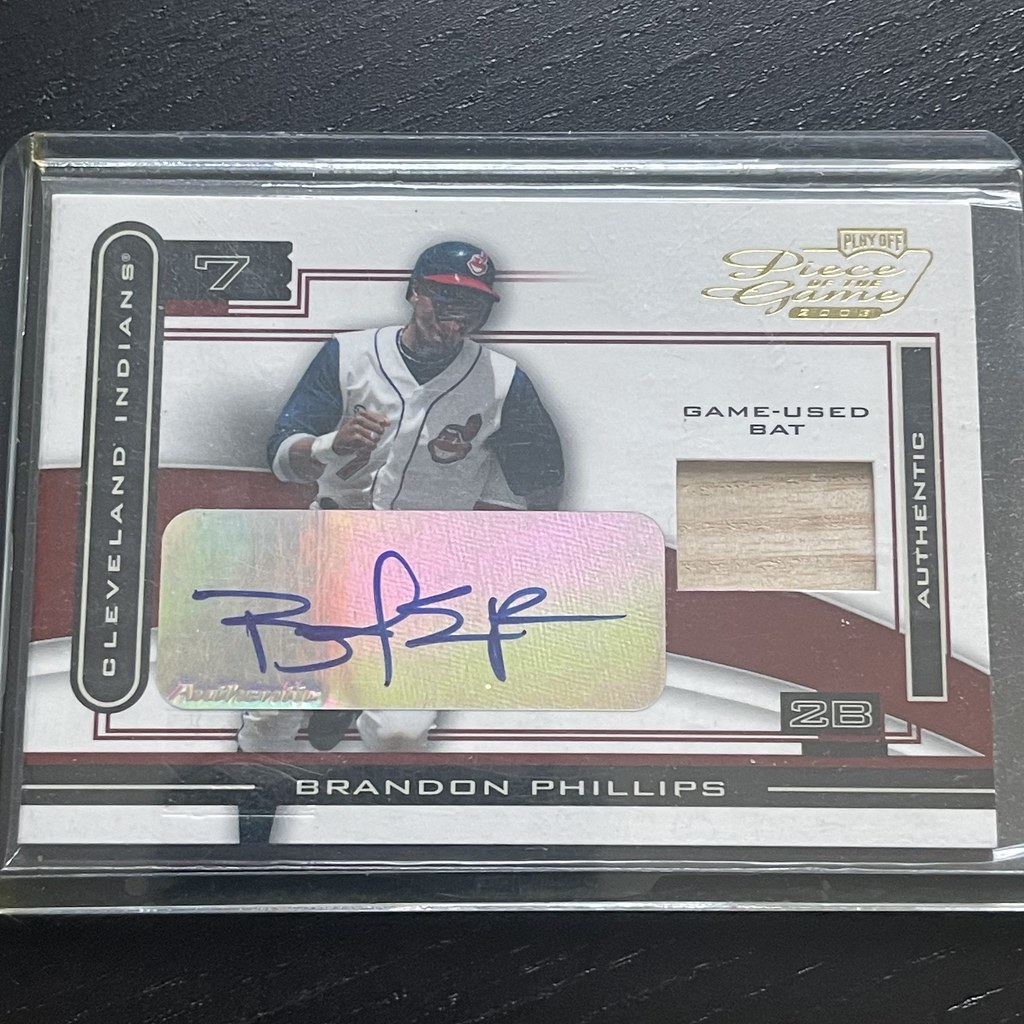 CLEVELAND INDIANS®
7
PLAYOFF
Piece
OF THE
Game
2003
GAME-USED
BAT
AUTHENTIC
Authentic
2B
BRANDON PHILLIPS